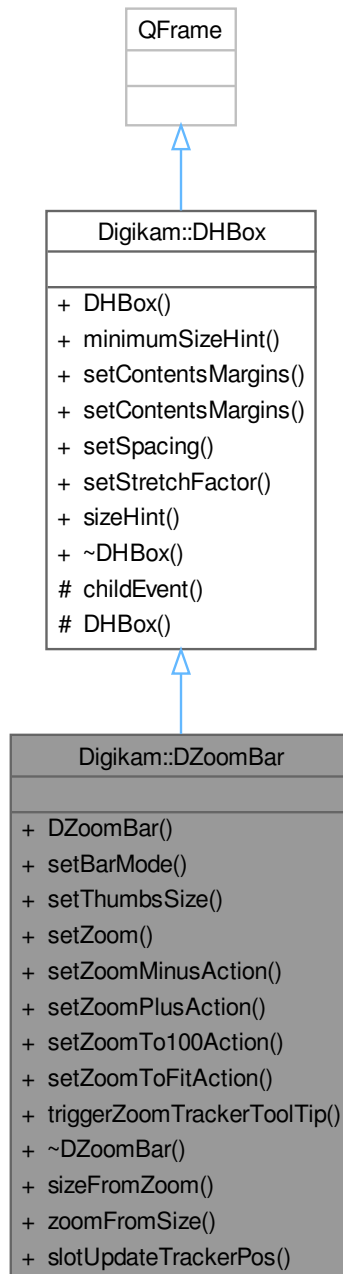 QFrame
Digikam::DHBox
+ DHBox()
+ minimumSizeHint()
+ setContentsMargins()
+ setContentsMargins()
+ setSpacing()
+ setStretchFactor()
+ sizeHint()
+ ~DHBox()
# childEvent()
# DHBox()
Digikam::DZoomBar
+ DZoomBar()
+ setBarMode()
+ setThumbsSize()
+ setZoom()
+ setZoomMinusAction()
+ setZoomPlusAction()
+ setZoomTo100Action()
+ setZoomToFitAction()
+ triggerZoomTrackerToolTip()
+ ~DZoomBar()
+ sizeFromZoom()
+ zoomFromSize()
+ slotUpdateTrackerPos()